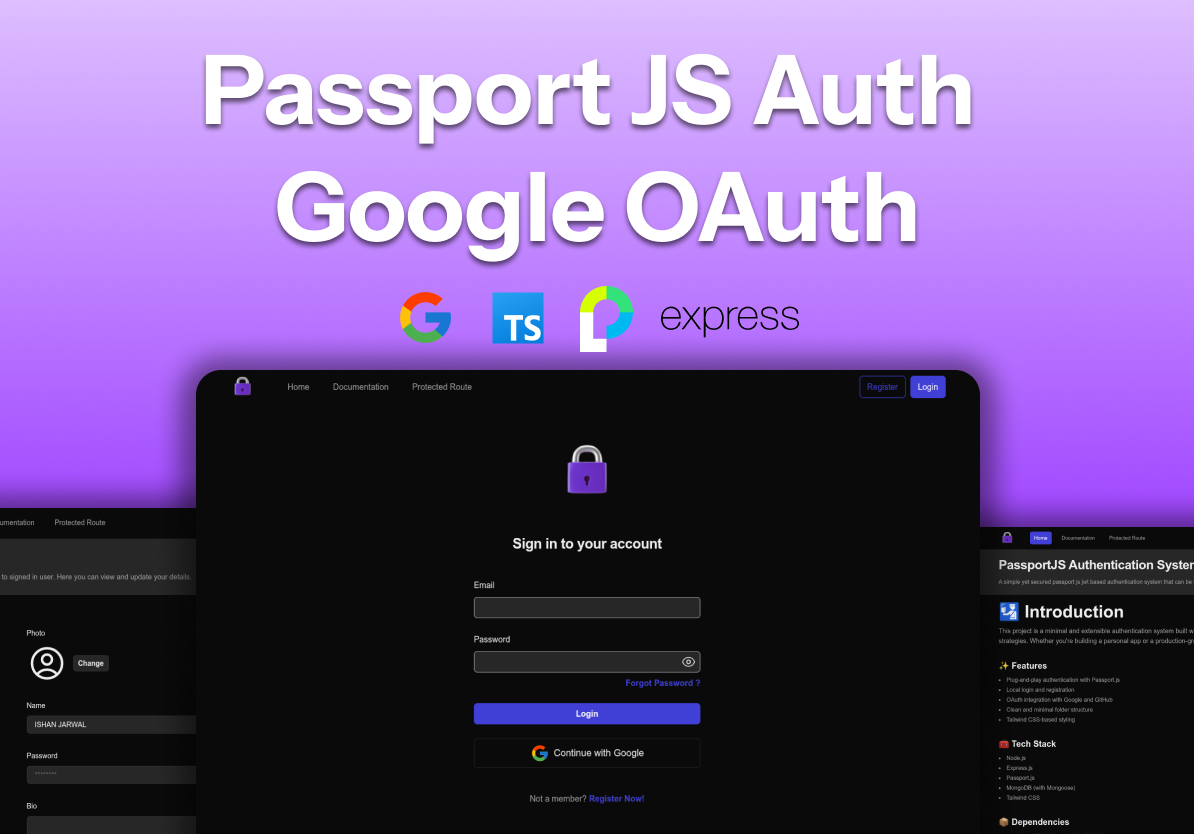 Passport JS Auth
Google OAuth
TS
express
Home
Documentation
Protected Route
Register
Login
Sign in to your account
Email
Password
Forgot Password ?
Login
Continue with Google
Not a member? Register Now!
umentation
Protected Route
to signed in user. Here you can view and update your details.
Photo
Change
Name
ISHAN JARWAL
Password
********
Bio
Home
Documentation
Protected Route
PassportJS Authentication System
A simple yet secured passport js jwt based authentication system that can be
Introduction
This project is a minimal and extensible authentication system built w
strategies. Whether you're building a personal app or a production-gr
✨ Features
• Plug-and-play authentication with Passport.js
• Local login and registration
• OAuth integration with Google and GitHub
• Clean and minimal folder structure
• Tailwind CSS-based styling
🧰 Tech Stack
• Node.js
• Express.js
• Passport.js
• MongoDB (with Mongoose)
• Tailwind CSS
📦 Dependencies